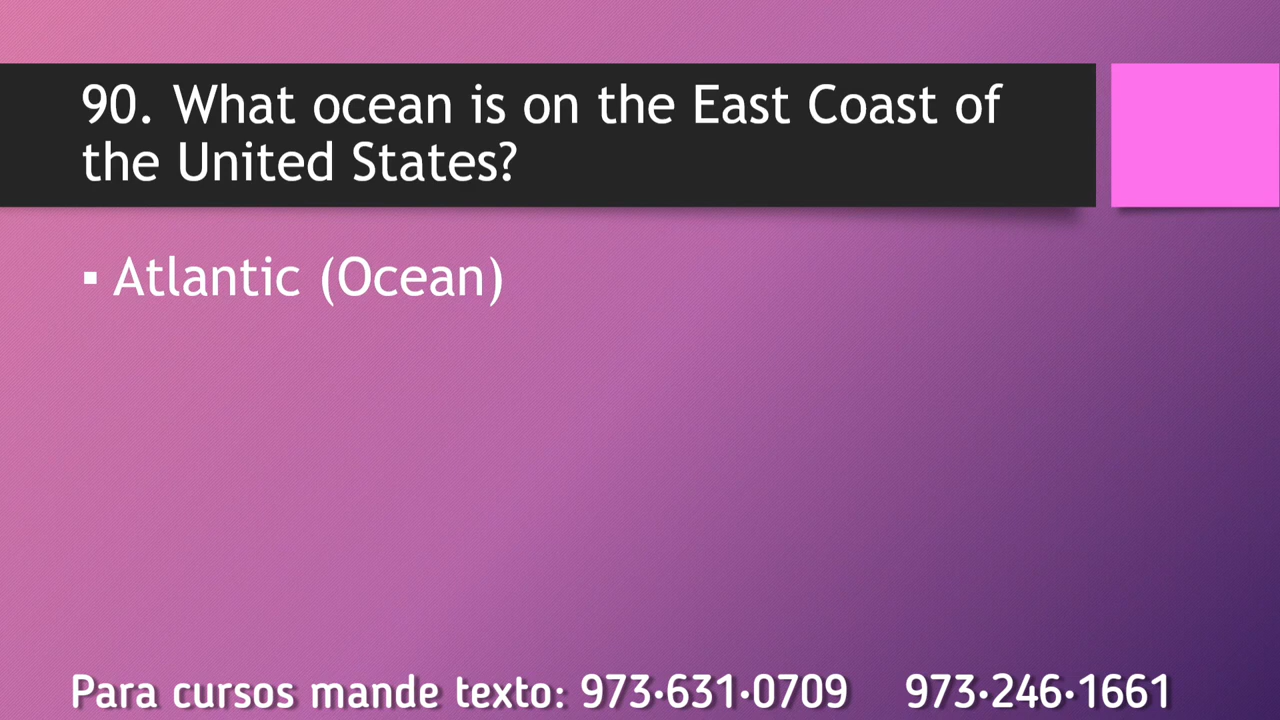 90. What ocean is on the East Coast of
the United States?
▪ Atlantic (Ocean)
Para cursos mande texto: 973·631·0709 973·246·1661